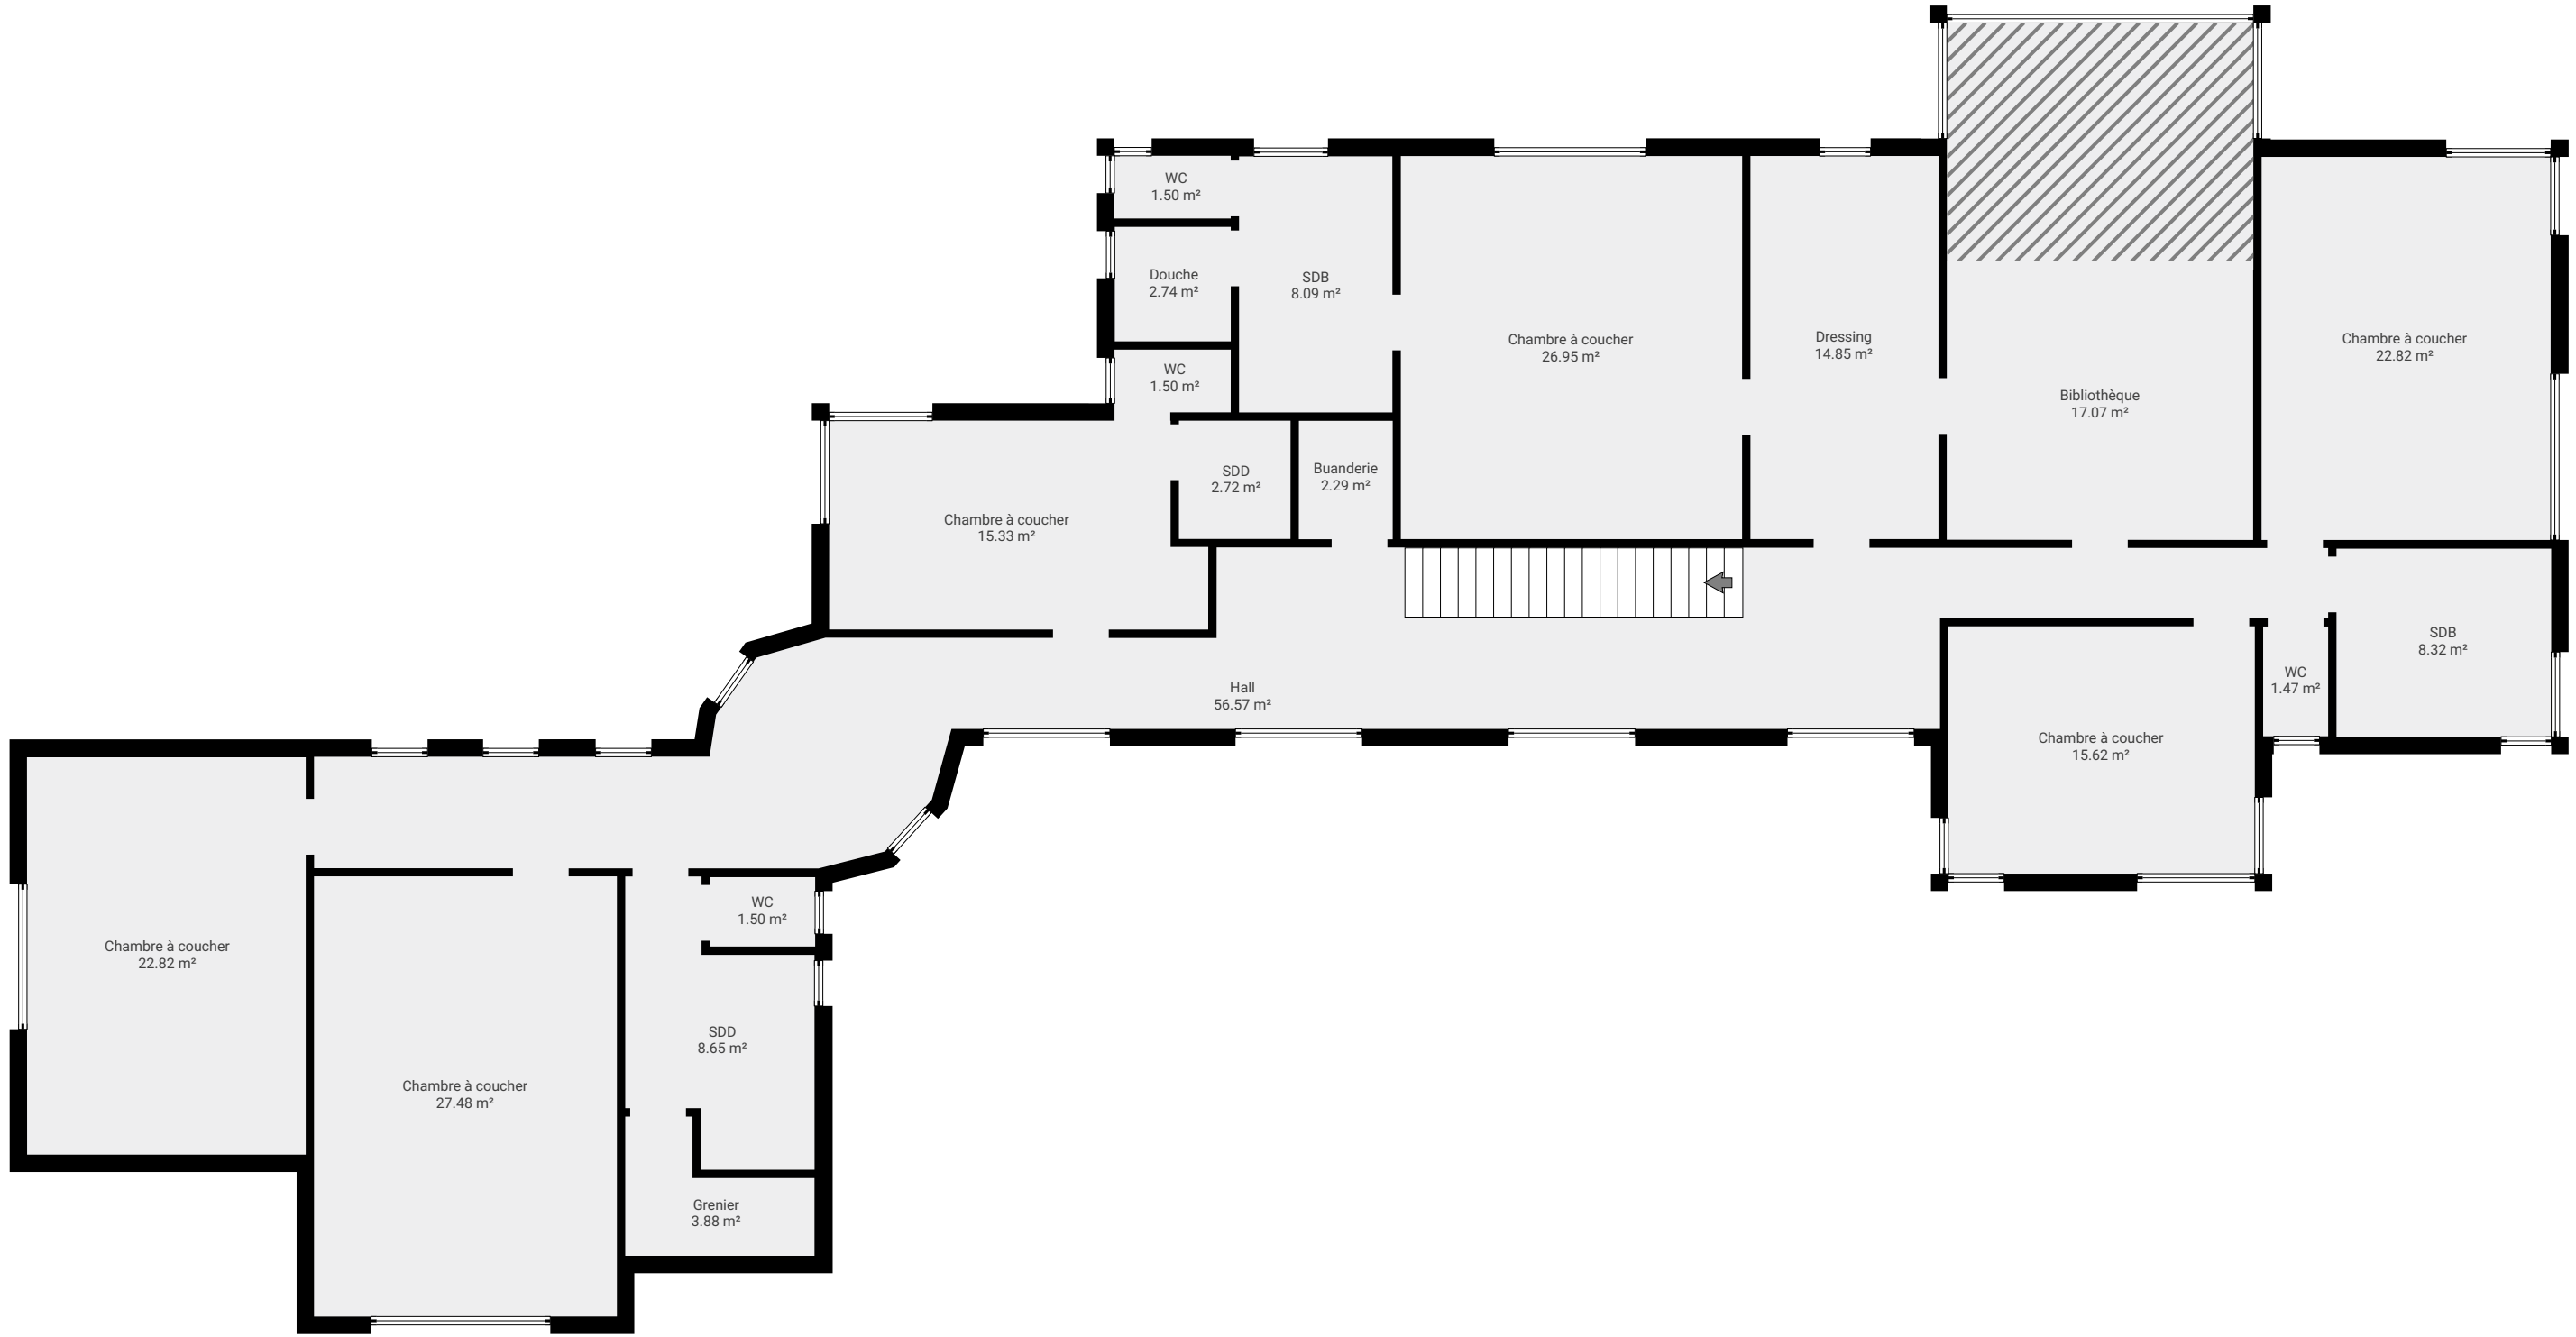 WC
1.50 m²
Douche
2.74 m²
SDB
8.09 m²
WC
1.50 m²
Chambre à coucher
26.95 m²
Dressing
14.85 m²
Bibliothèque
17.07 m²
Chambre à coucher
22.82 m²
Chambre à coucher
15.33 m²
SDD
2.72 m²
Buanderie
2.29 m²
Hall
56.57 m²
Chambre à coucher
15.62 m²
WC
1.47 m²
SDB
8.32 m²
Chambre à coucher
22.82 m²
Chambre à coucher
27.48 m²
WC
1.50 m²
SDD
8.65 m²
Grenier
3.88 m²